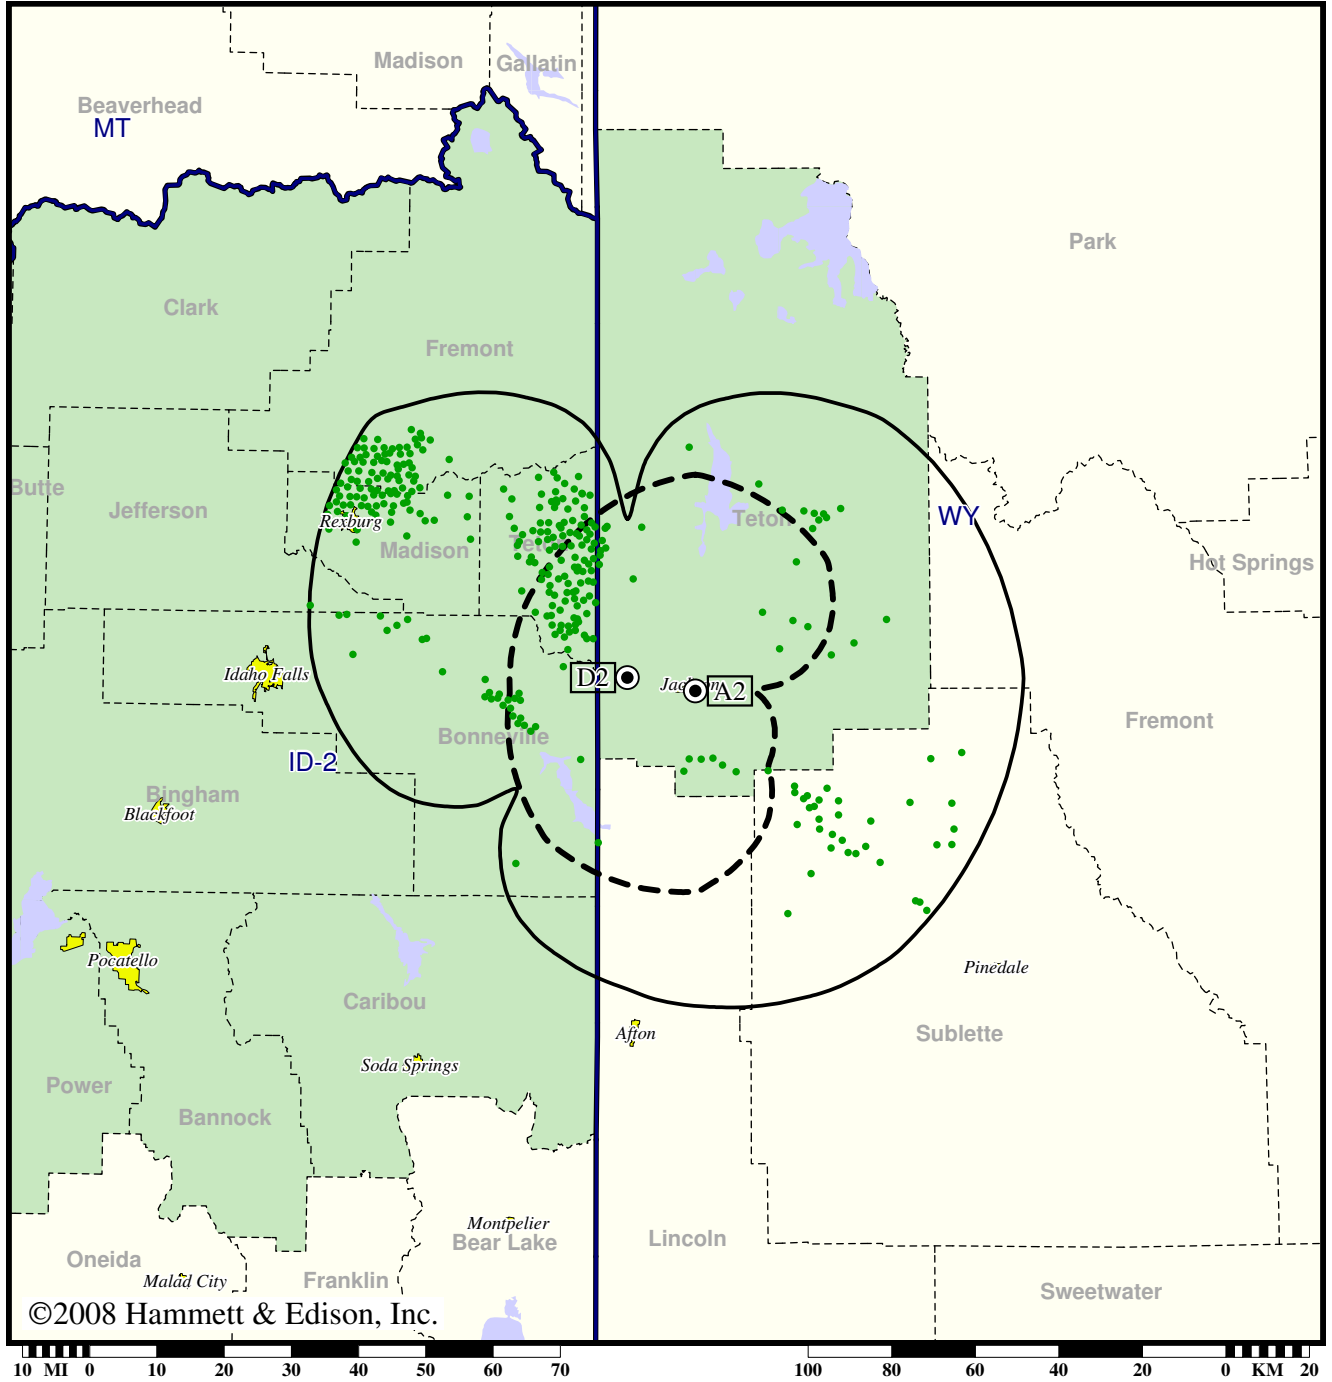 Madison
Gallatin
Beaverhead
MT
Park
Clark
Fremont
Butte
Jefferson
Rexburg
Madison
Teton
WY
Hot Springs
Idaho Falls
D2
A2
Bonneville
Fremont
ID-2
Bingham
Blackfoot
Pocatello
Pinedale
Caribou
Afton
Sublette
Soda Springs
Power
Bannock
Montpelier
Bear Lake
Lincoln
Oneida
Malad City
Franklin
Sweetwater
©2008 Hammett & Edison, Inc.
10 MI 0 10 20 30 40 50 60 70 100 80 60 40 20 0 KM 20